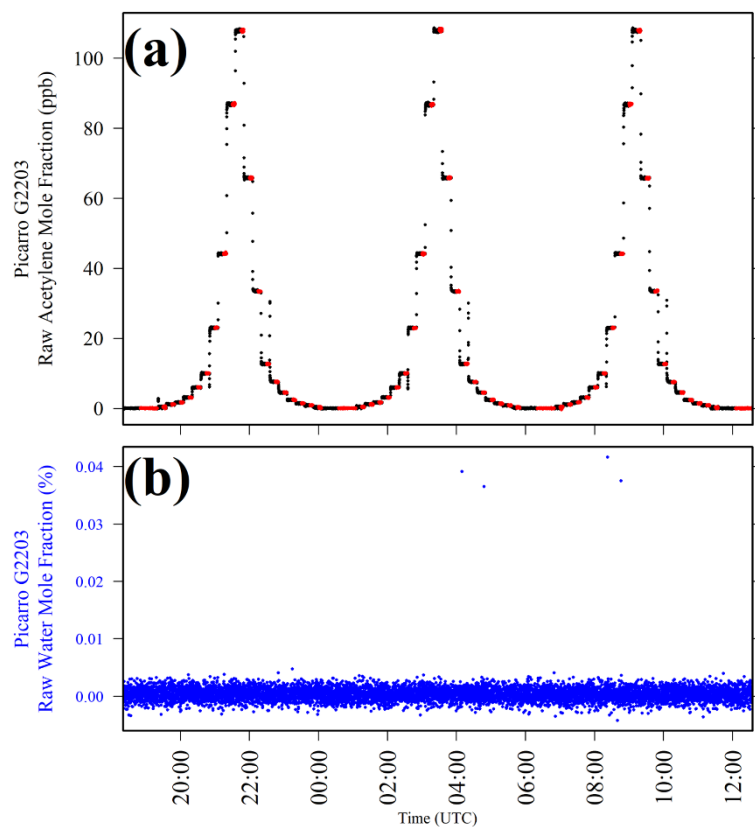 (a)
Picarro G2203
Raw Acetylene Mole Fraction (ppb)
100
80
60
40
20
0
(b)
Picarro G2203
Raw Water Mole Fraction (%)
0.04
0.03
0.02
0.01
0.00
20:00
22:00
00:00
02:00
04:00
06:00
08:00
10:00
12:00
Time (UTC)